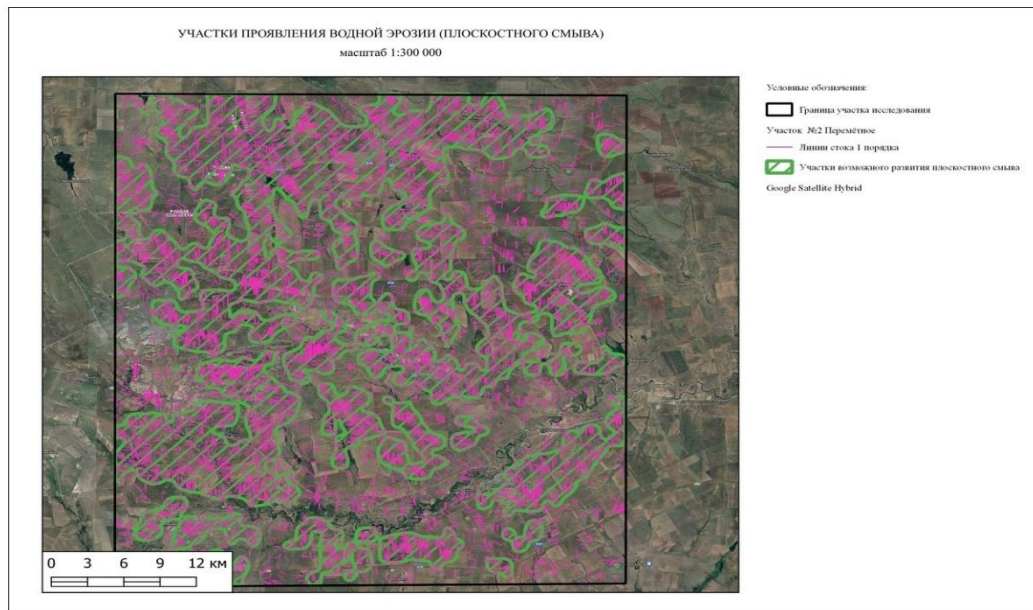 УЧАСТКИ ПРОЯВЛЕНИЯ ВОДНОЙ ЭРОЗИИ (ПЛОСКОСТНОГО СМЫВА)
масштаб 1:300 000
Условные обозначения:
Граница участка исследования
Участок №2 Перемётное
Линии стока 1 порядка
Участки возможного развития плоскостного смыва
Google Satellite Hybrid
0 3 6 9 12 км